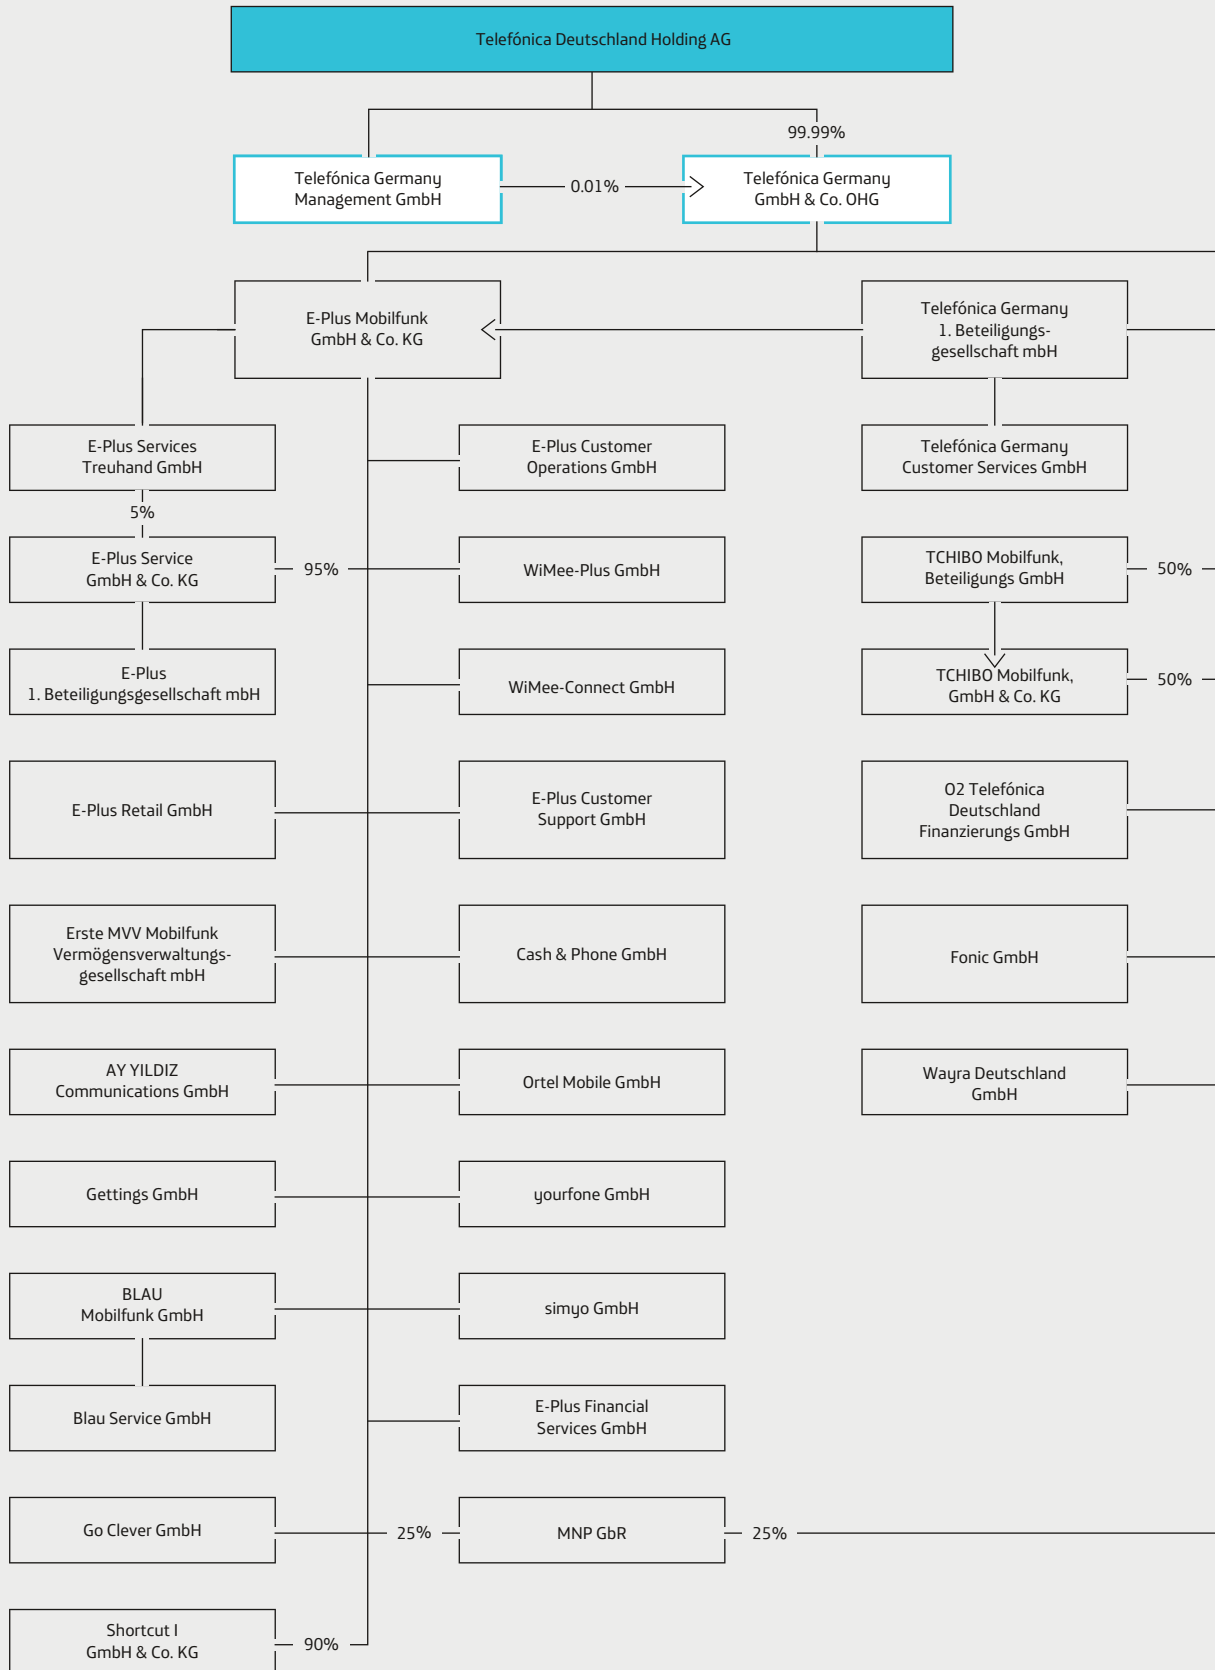 Telefónica Deutschland Holding AG
99.99%
Telefónica Germany
Management GmbH
0.01%
Telefónica Germany
GmbH & Co. OHG
E-Plus Mobilfunk
GmbH & Co. KG
Telefónica Germany
1. Beteiligungs-
gesellschaft mbH
E-Plus Services
Treuhand GmbH
E-Plus Customer
Operations GmbH
Telefónica Germany
Customer Services GmbH
5%
E-Plus Service
GmbH & Co. KG
95%
WiMee-Plus GmbH
TCHIBO Mobilfunk,
Beteiligungs GmbH
50%
E-Plus
1. Beteiligungsgesellschaft mbH
WiMee-Connect GmbH
TCHIBO Mobilfunk,
GmbH & Co. KG
50%
E-Plus Retail GmbH
E-Plus Customer
Support GmbH
O2 Telefónica
Deutschland
Finanzierungs GmbH
Erste MVV Mobilfunk
Vermögensverwaltungs-
gesellschaft mbH
Cash & Phone GmbH
Fonic GmbH
AY YILDIZ
Communications GmbH
Ortel Mobile GmbH
Wayra Deutschland
GmbH
Gettings GmbH
yourfone GmbH
BLAU
Mobilfunk GmbH
simyo GmbH
Blau Service GmbH
E-Plus Financial
Services GmbH
Go Clever GmbH
25%
MNP GbR
25%
Shortcut I
GmbH & Co. KG
90%